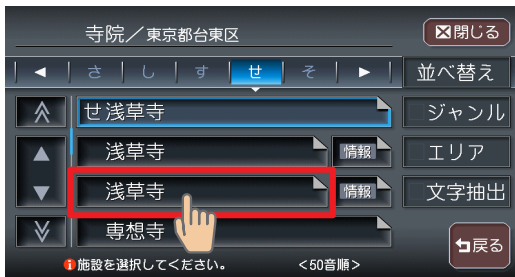 寺院／東京都台東区
閉じる
◀ さ し す せ そ ▶
並べ替え
せ浅草寺
ジャンル
浅草寺 情報
エリア
浅草寺 情報
文字抽出
専想寺
戻る
施設を選択してください。 <50音順>